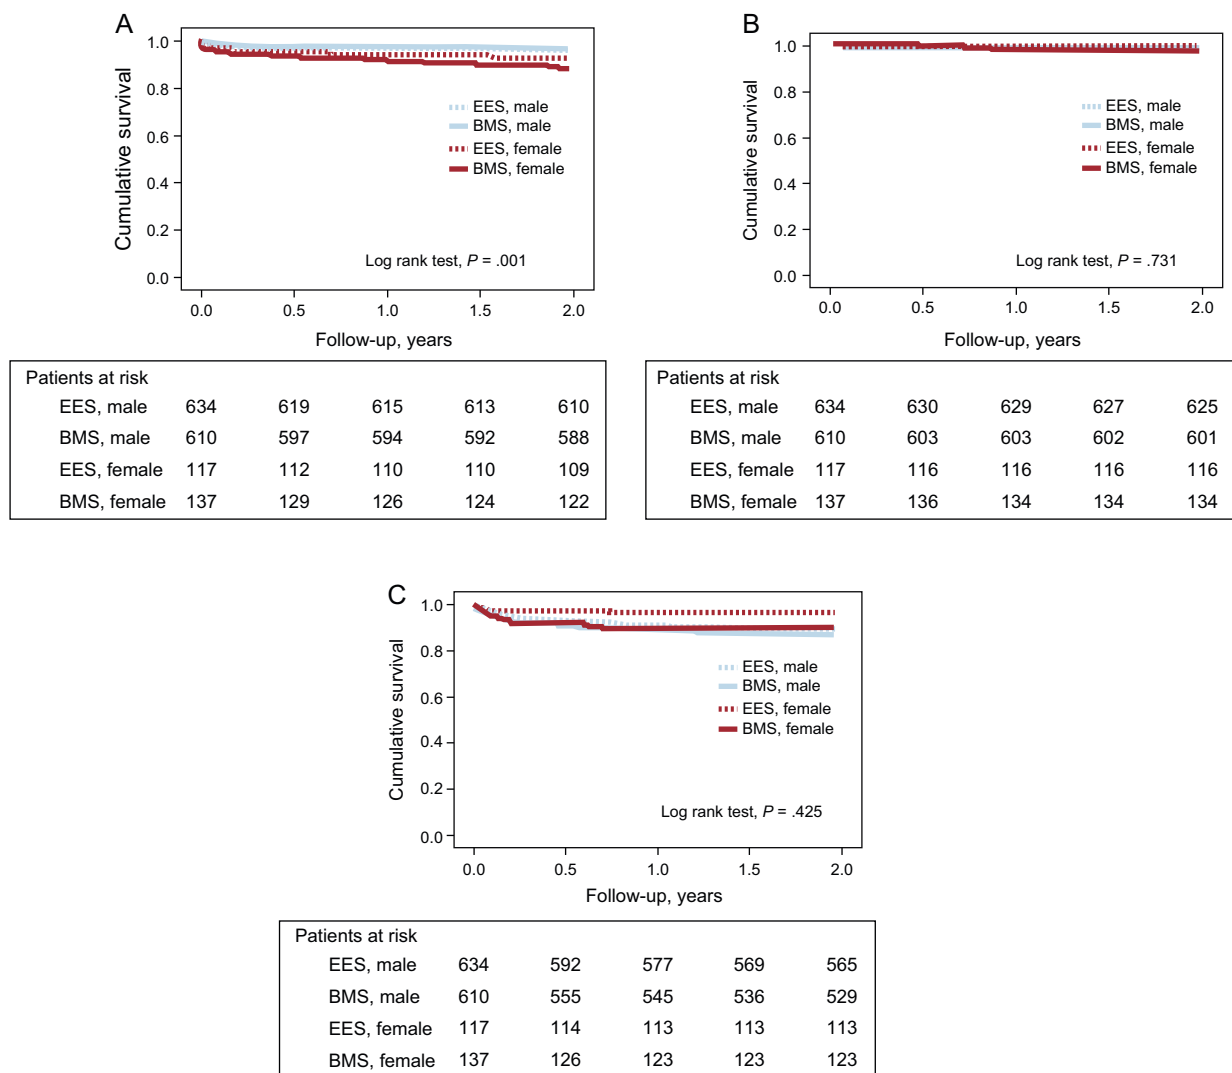 A
Cumulative survival
1.0
0.8
0.6
0.4
0.2
0.0
EES, male
BMS, male
EES, female
BMS, female
Log rank test, P = .001
0.0 0.5 1.0 1.5 2.0
Follow-up, years
Patients at risk
EES, male 634 619 615 613 610
BMS, male 610 597 594 592 588
EES, female 117 112 110 110 109
BMS, female 137 129 126 124 122
B
Cumulative survival
1.0
0.8
0.6
0.4
0.2
0.0
EES, male
BMS, male
EES, female
BMS, female
Log rank test, P = .731
0.0 0.5 1.0 1.5 2.0
Follow-up, years
Patients at risk
EES, male 634 630 629 627 625
BMS, male 610 603 603 602 601
EES, female 117 116 116 116 116
BMS, female 137 136 134 134 134
C
Cumulative survival
1.0
0.8
0.6
0.4
0.2
0.0
EES, male
BMS, male
EES, female
BMS, female
Log rank test, P = .425
0.0 0.5 1.0 1.5 2.0
Follow-up, years
Patients at risk
EES, male 634 592 577 569 565
BMS, male 610 555 545 536 529
EES, female 117 114 113 113 113
BMS, female 137 126 123 123 123